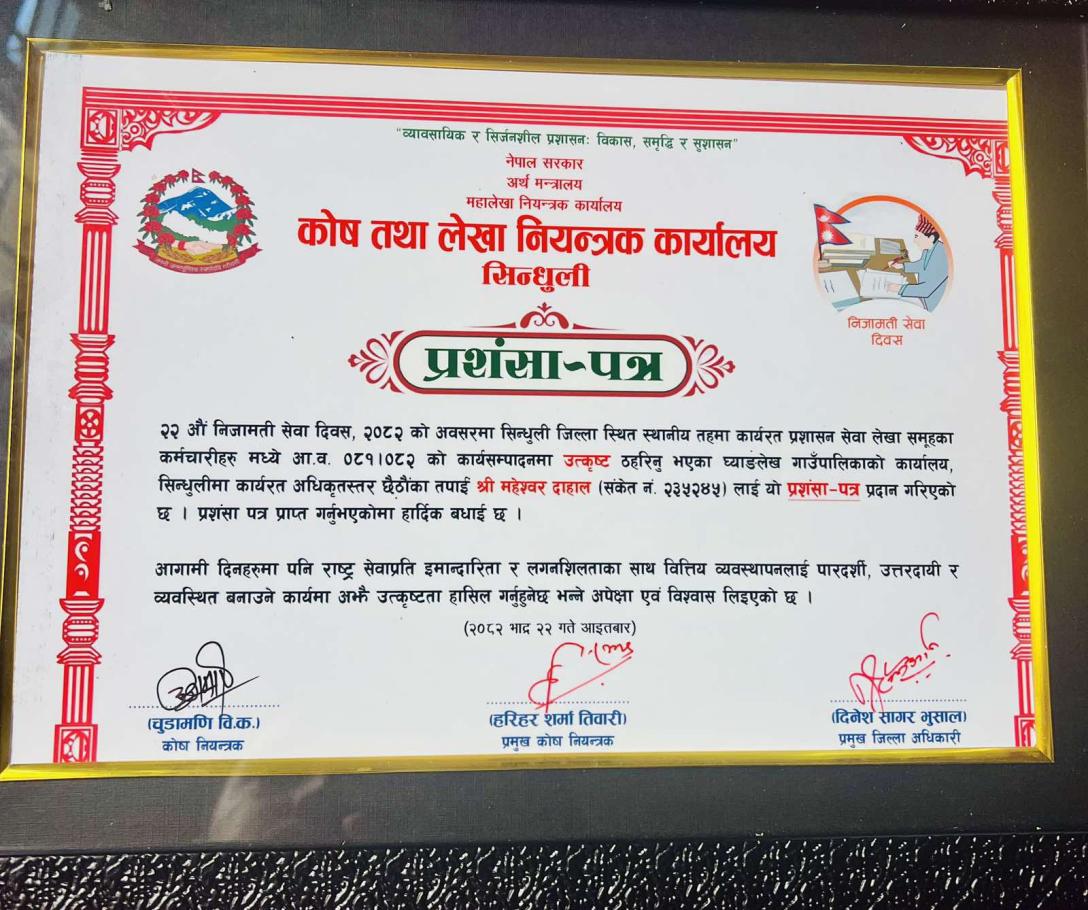 "व्यावसायिक र सिर्जनशील प्रशासनः विकास, समृद्धि र सुशासन"
नेपाल सरकार
अर्थ मन्त्रालय
महालेखा नियन्त्रक कार्यालय
कोष तथा लेखा नियन्त्रक कार्यालय
सिन्धुली
निजामती सेवा
दिवस
प्रशंसा-पत्र
२२ औं निजामती सेवा दिवस, २०८२ को अवसरमा सिन्धुली जिल्ला स्थित स्थानीय तहमा कार्यरत प्रशासन सेवा लेखा समूहका
कर्मचारीहरु मध्ये आ.व. ०८१।०८२ को कार्यसम्पादनमा उत्कृष्ट ठहरिनु भएका घ्याङलेख गाउँपालिकाको कार्यालय,
सिन्धुलीमा कार्यरत अधिकृतस्तर छैठौंका तपाई श्री महेश्वर दाहाल (संकेत नं. २३५२४५) लाई यो प्रशंसा-पत्र प्रदान गरिएको
छ । प्रशंसा पत्र प्राप्त गर्नुभएकोमा हार्दिक बधाई छ ।
आगामी दिनहरुमा पनि राष्ट्र सेवाप्रति इमान्दारिता र लगनशिलताका साथ वित्तिय व्यवस्थापनलाई पारदर्शी, उत्तरदायी र
व्यवस्थित बनाउने कार्यमा अझै उत्कृष्टता हासिल गर्नुहुनेछ भन्ने अपेक्षा एवं विश्वास लिइएको छ ।
(२०८२ भाद्र २२ गते आइतबार)
(चुडामणि वि.क.)
कोष नियन्त्रक
(हरिहर शर्मा तिवारी)
प्रमुख कोष नियन्त्रक
(दिनेश सागर भुसाल)
प्रमुख जिल्ला अधिकारी